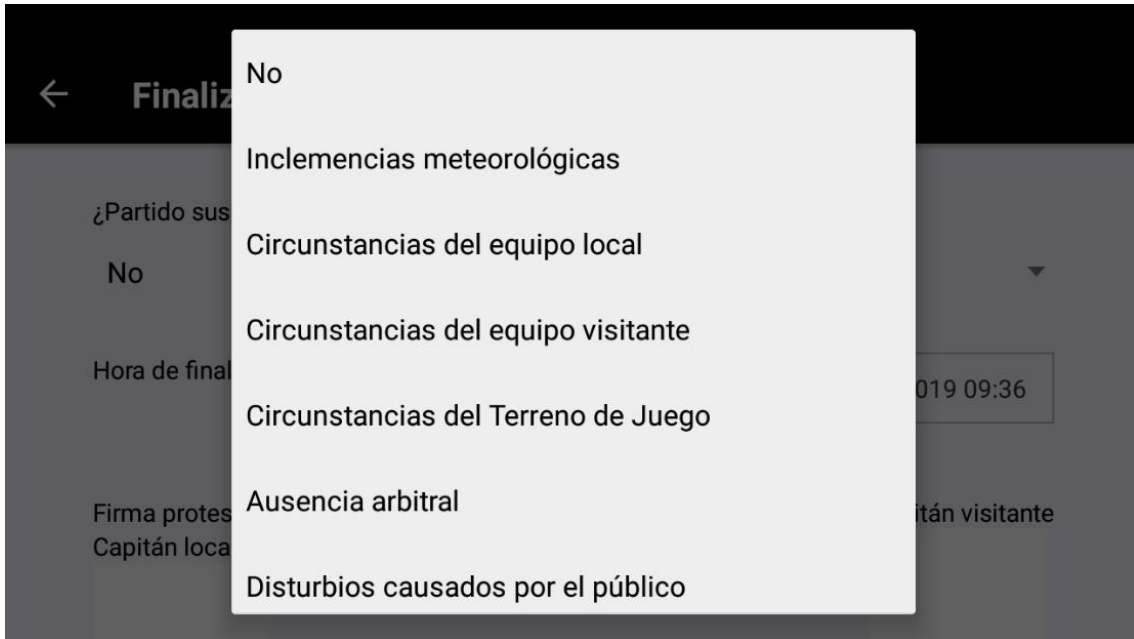 No
Finaliz
Inclemencias meteorológicas
¿Partido sus
Circunstancias del equipo local
No
Circunstancias del equipo visitante
Hora de final
019 09:36
Circunstancias del Terreno de Juego
Ausencia arbitral
Firma protes
itán visitante
Capitán loca
Disturbios causados por el público